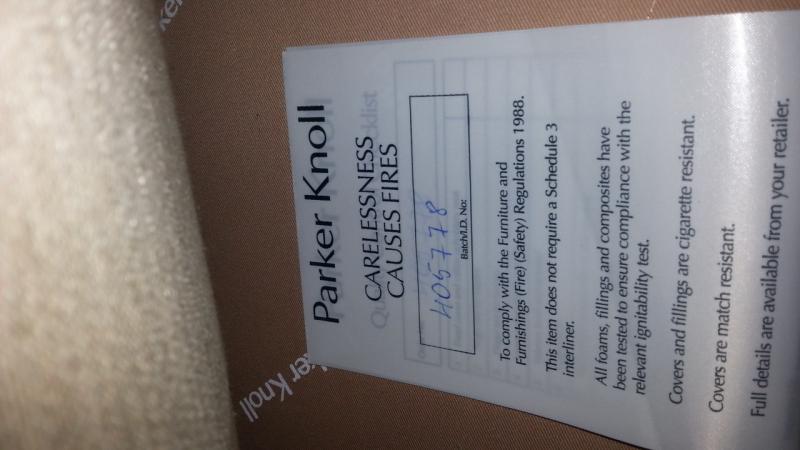 Parker Knoll
CARELESSNESS
CAUSES FIRES
4057778
Batch/I.D. No:
To comply with the Furniture and
Furnishings (Fire) (Safety) Regulations 1988.
This item does not require a Schedule 3
interliner.
All foams, fillings and composites have
been tested to ensure compliance with the
relevant ignitability test.
Covers and fillings are cigarette resistant.
Covers are match resistant.
Full details are available from your retailer.
ker Knoll